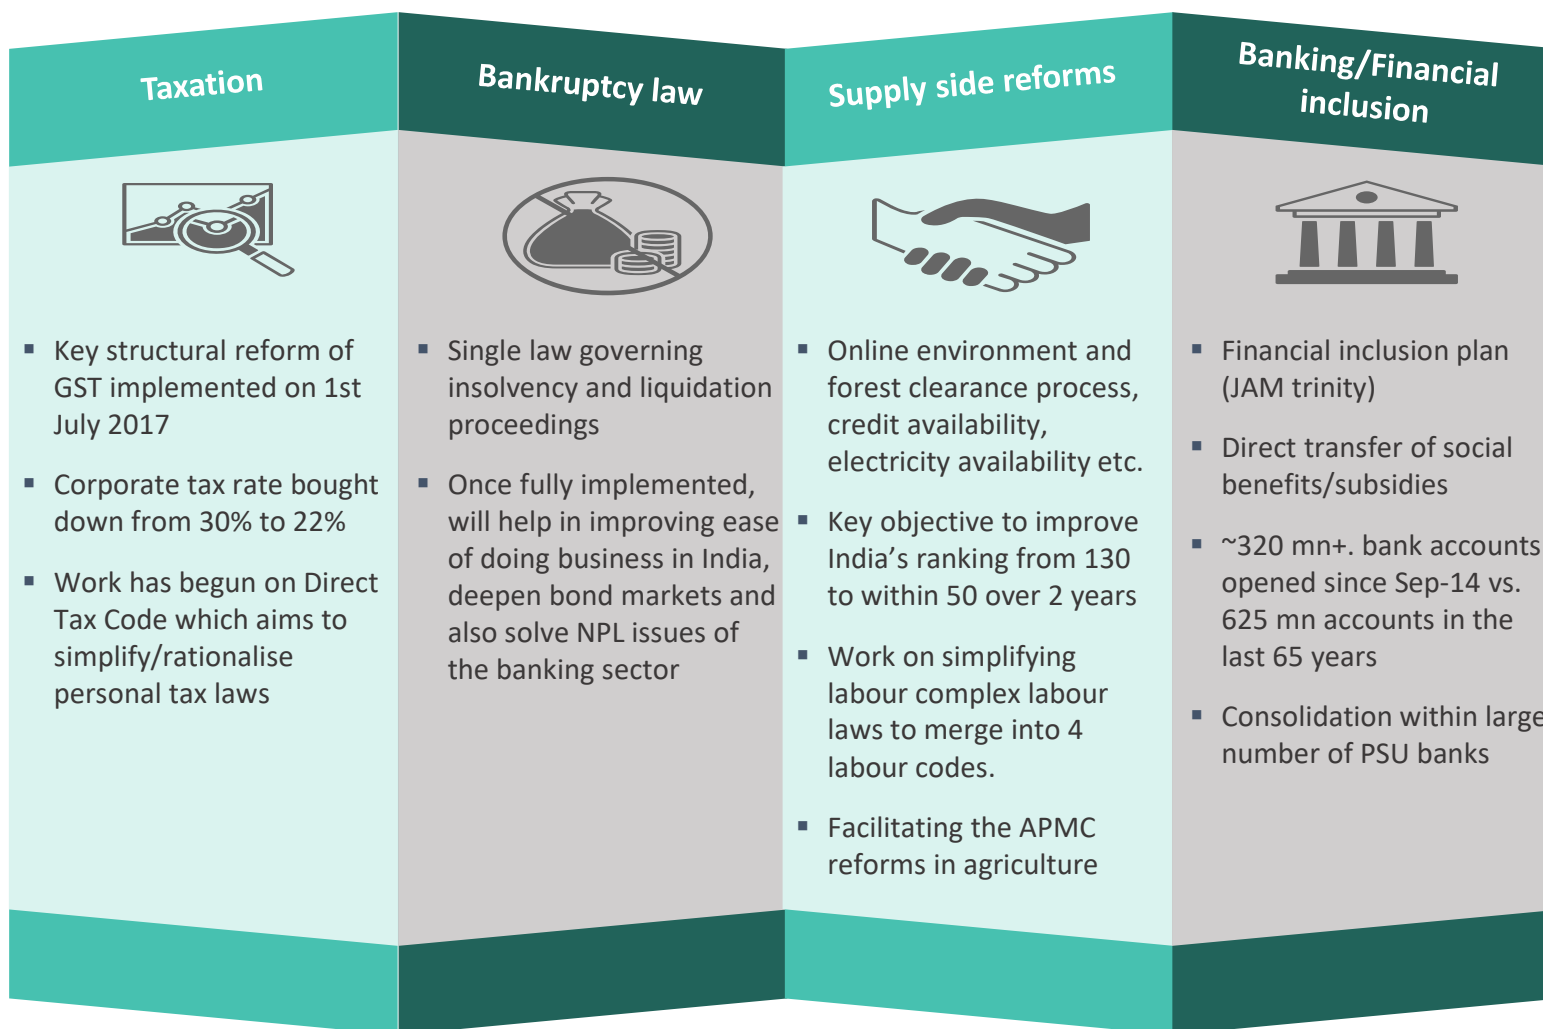 Taxation
Key structural reform of
GST implemented on 1st
July 2017
Corporate tax rate bought
down from 30% to 22%
Work has begun on Direct
Tax Code which aims to
simplify/rationalise
personal tax laws
Bankruptcy law
Single law governing
insolvency and liquidation
proceedings
Once fully implemented,
will help in improving ease
of doing business in India,
deepen bond markets and
also solve NPL issues of
the banking sector
Supply side reforms
Online environment and
forest clearance process,
credit availability,
electricity availability etc.
Key objective to improve
India’s ranking from 130
to within 50 over 2 years
Work on simplifying
labour complex labour
laws to merge into 4
labour codes.
Facilitating the APMC
reforms in agriculture
Banking/Financial
inclusion
Financial inclusion plan
(JAM trinity)
Direct transfer of social
benefits/subsidies
~320 mn+. bank accounts
opened since Sep-14 vs.
625 mn accounts in the
last 65 years
Consolidation within large
number of PSU banks